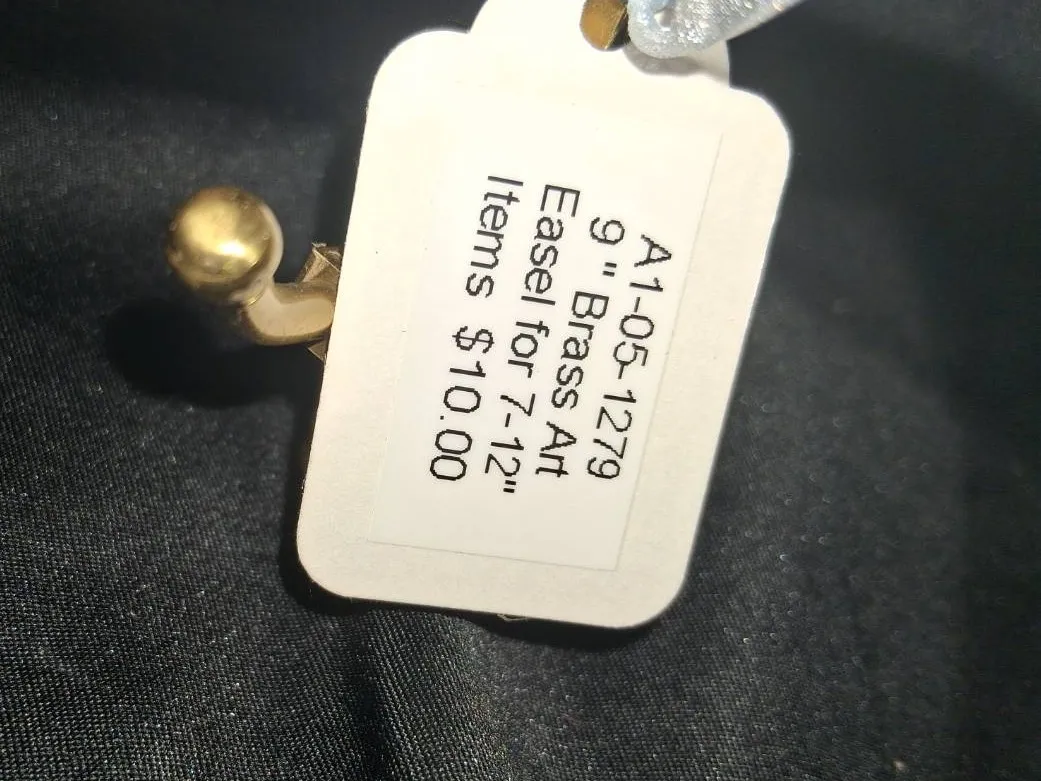 A1-05-1279
9" Brass Art
Easel for 7-12"
Items $10.00